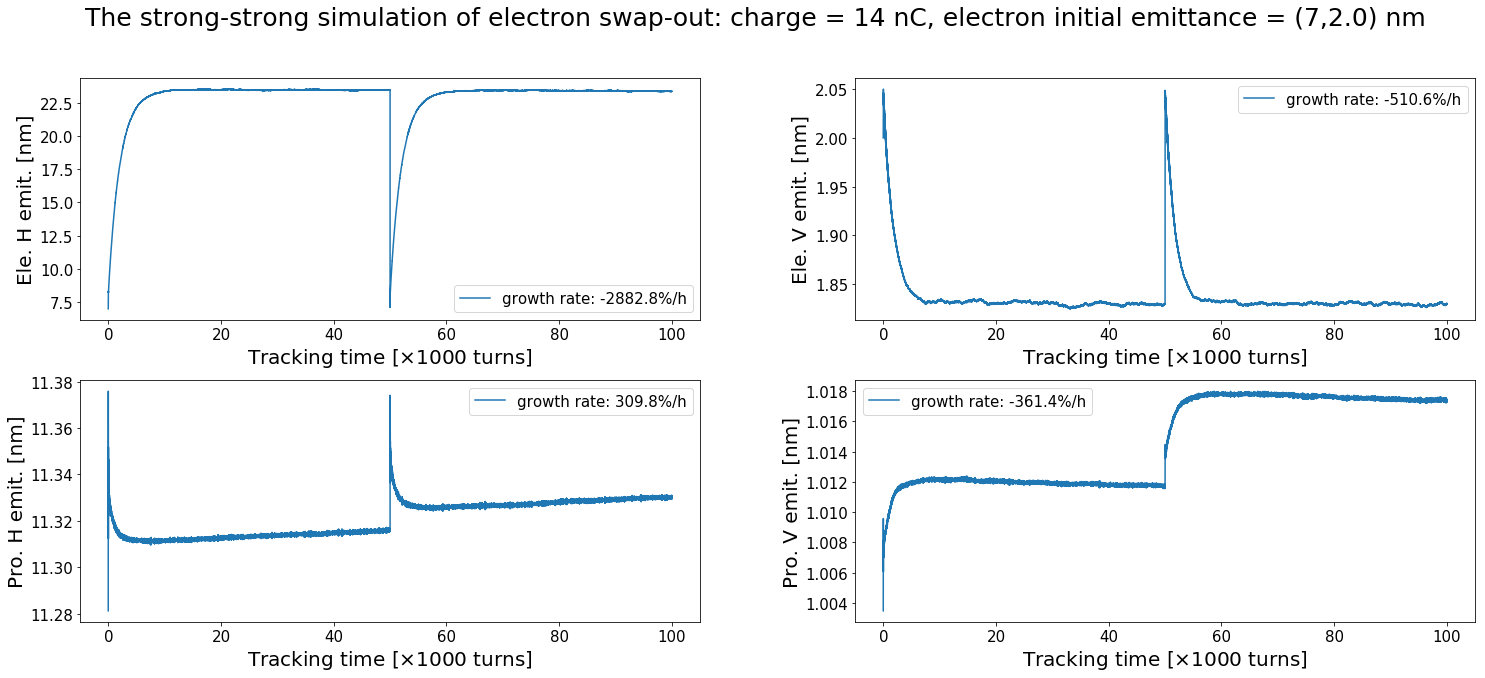 The strong-strong simulation of electron swap-out: charge = 14 nC, electron initial emittance = (7,2.0) nm
Ele. H emit. [nm]
22.5
20.0
17.5
15.0
12.5
10.0
7.5
growth rate: -2882.8%/h
0 20 40 60 80 100
Tracking time [×1000 turns]
Ele. V emit. [nm]
2.05
2.00
1.95
1.90
1.85
growth rate: -510.6%/h
0 20 40 60 80 100
Tracking time [×1000 turns]
Pro. H emit. [nm]
11.38
11.36
11.34
11.32
11.30
11.28
growth rate: 309.8%/h
0 20 40 60 80 100
Tracking time [×1000 turns]
Pro. V emit. [nm]
1.018
1.016
1.014
1.012
1.010
1.008
1.006
1.004
growth rate: -361.4%/h
0 20 40 60 80 100
Tracking time [×1000 turns]